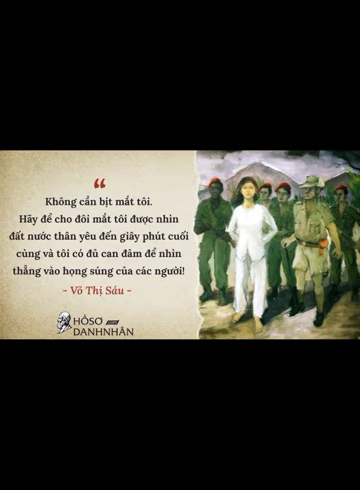 “
Không cần bịt mắt tôi.
Hãy để cho đôi mắt tôi được nhìn
đất nước thân yêu đến giây phút cuối
cùng và tôi có đủ can đảm để nhìn
thẳng vào họng súng của các người!
- Võ Thị Sáu -
HỒSƠ
DANHNHÂN